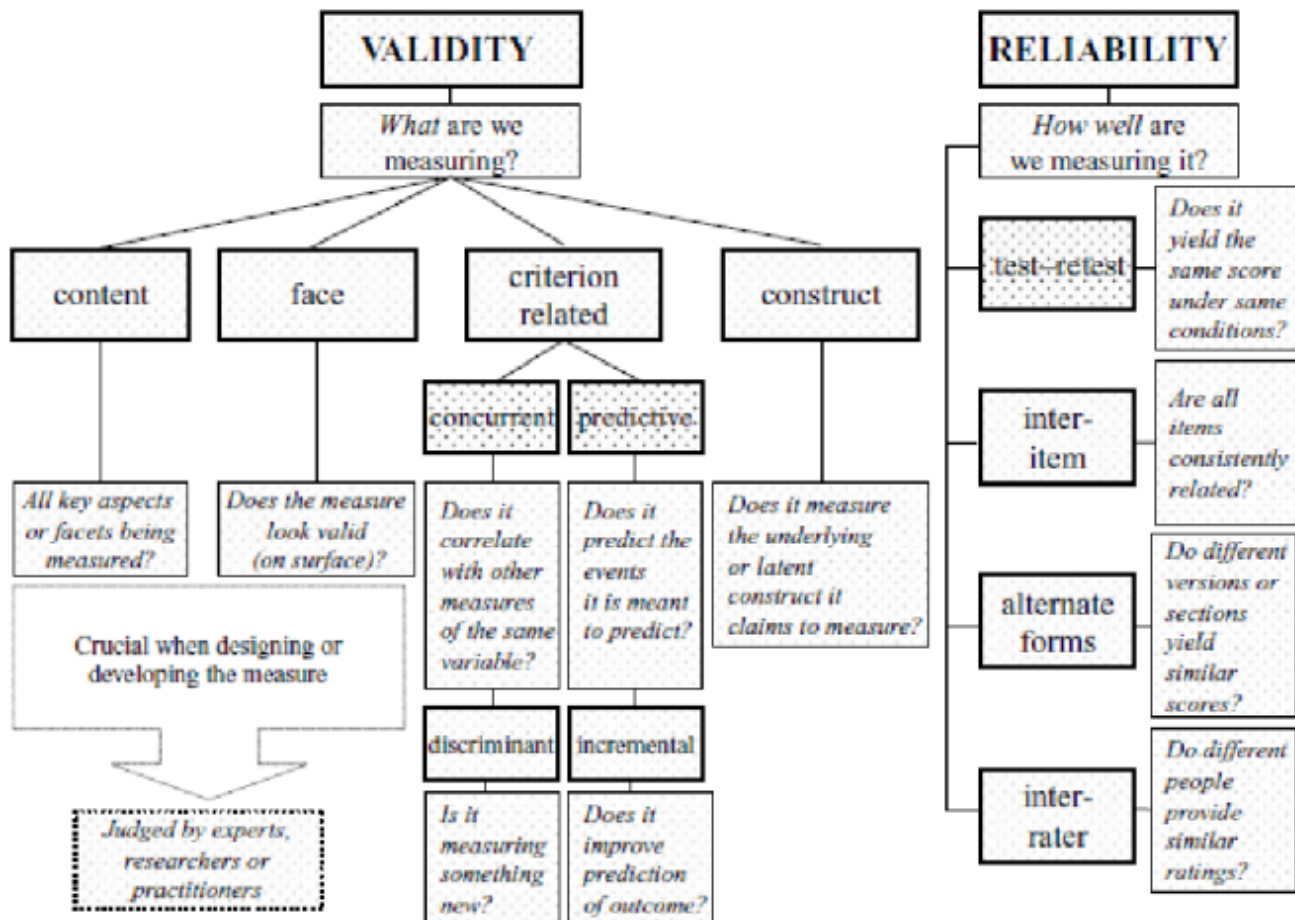 VALIDITY
What are we
measuring?
content
face
criterion
related
construct
concurrent
predictive
All key aspects
or facets being
measured?
Does the measure
look valid
(on surface)?
Does it
correlate
with other
measures
of the same
variable?
Does it
predict the
events
it is meant
to predict?
Does it measure
the underlying
or latent
construct it
claims to measure?
Crucial when designing or
developing the measure
discriminant
incremental
Judged by experts,
researchers or
practitioners
Is it
measuring
something
new?
Does it
improve
prediction
of outcome?
RELIABILITY
How well are
we measuring it?
test–retest
Does it
yield the
same score
under same
conditions?
inter-
item
Are all
items
consistently
related?
alternate
forms
Do different
versions or
sections
yield
similar
scores?
inter-
rater
Do different
people
provide
similar
ratings?